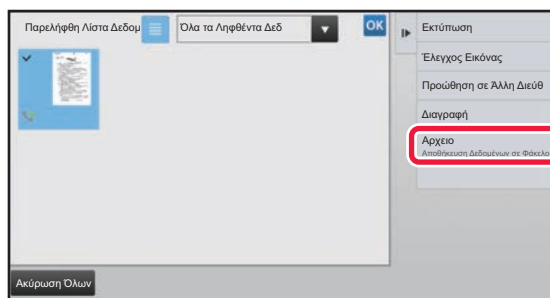 Παρελήφθη Λίστα Δεδομ
Όλα τα Ληφθέντα Δεδ
OK
Εκτύπωση
Έλεγχος Εικόνας
Προώθηση σε Άλλη Διεύθ
Διαγραφή
Αρχειο
Αποθήκευση Δεδομένων σε Φάκελο
Ακύρωση Όλων